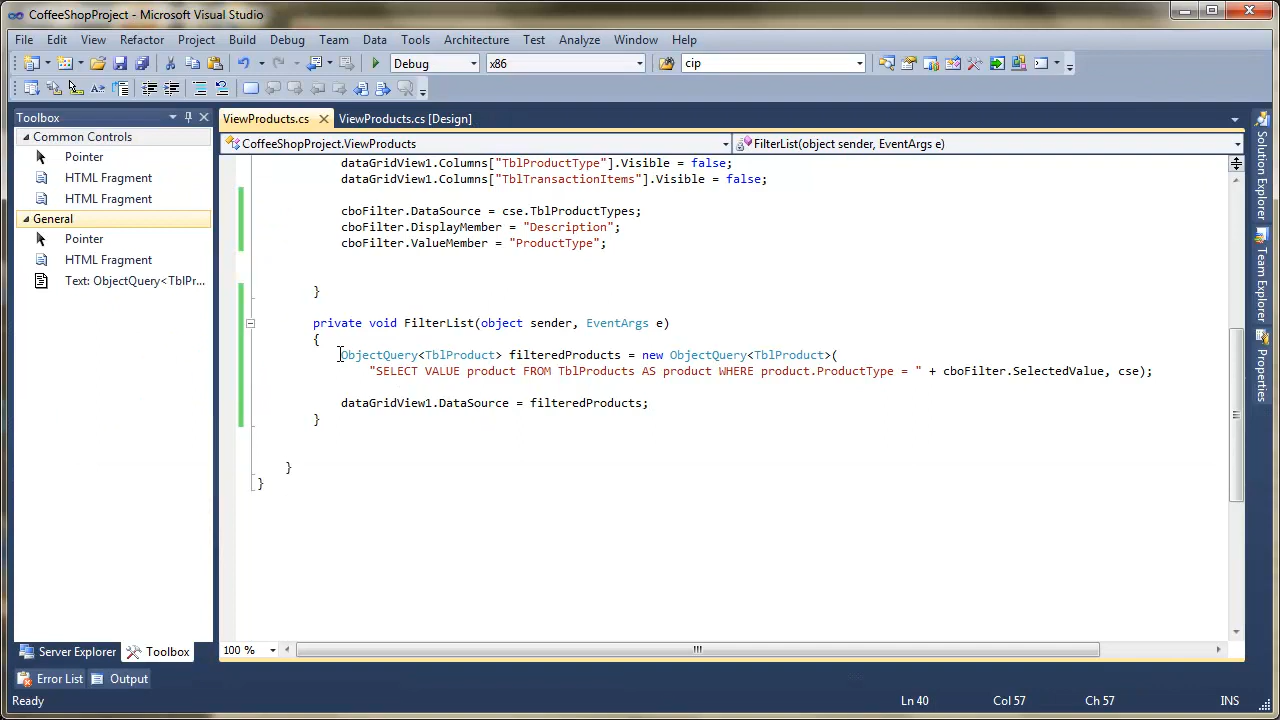 CoffeeShopProject - Microsoft Visual Studio
File Edit View Refactor Project Build Debug Team Data Tools Architecture Test Analyze Window Help
Debug x86 cip
Toolbox
Common Controls
Pointer
HTML Fragment
HTML Fragment
General
Pointer
HTML Fragment
Text: ObjectQuery<TblPr...
ViewProducts.cs ViewProducts.cs [Design]
CoffeeShopProject.ViewProducts FilterList(object sender, EventArgs e)
dataGridView1.Columns["TblProductType"].Visible = false;
dataGridView1.Columns["TblTransactionItems"].Visible = false;
cboFilter.DataSource = cse.TblProductTypes;
cboFilter.DisplayMember = "Description";
cboFilter.ValueMember = "ProductType";
}
private void FilterList(object sender, EventArgs e)
{
ObjectQuery<TblProduct> filteredProducts = new ObjectQuery<TblProduct>(
"SELECT VALUE product FROM TblProducts AS product WHERE product.ProductType = " + cboFilter.SelectedValue, cse);
dataGridView1.DataSource = filteredProducts;
}
}
}
100 %
Solution Explorer
Team Explorer
Properties
Server Explorer Toolbox
Error List Output
Ready Ln 40 Col 57 Ch 57 INS